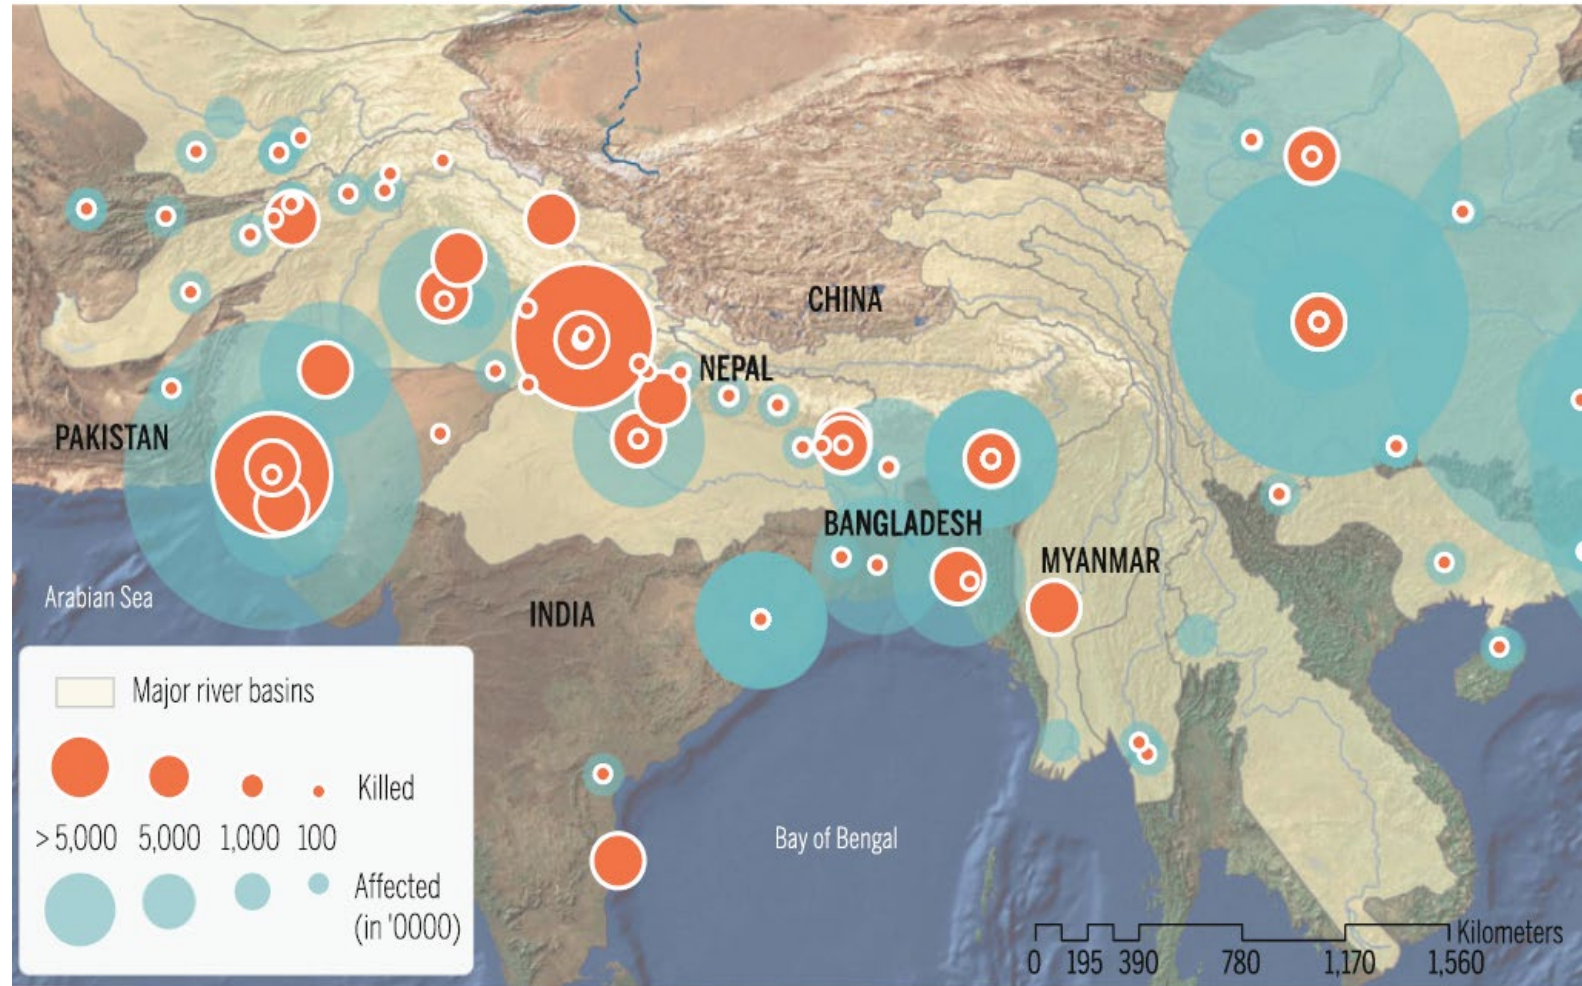 CHINA
NEPAL
PAKISTAN
BANGLADESH
MYANMAR
Arabian Sea
INDIA
Major river basins
Killed
> 5,000 5,000 1,000 100
Affected
(in '0000)
Bay of Bengal
Kilometers
0 195 390 780 1,170 1,560